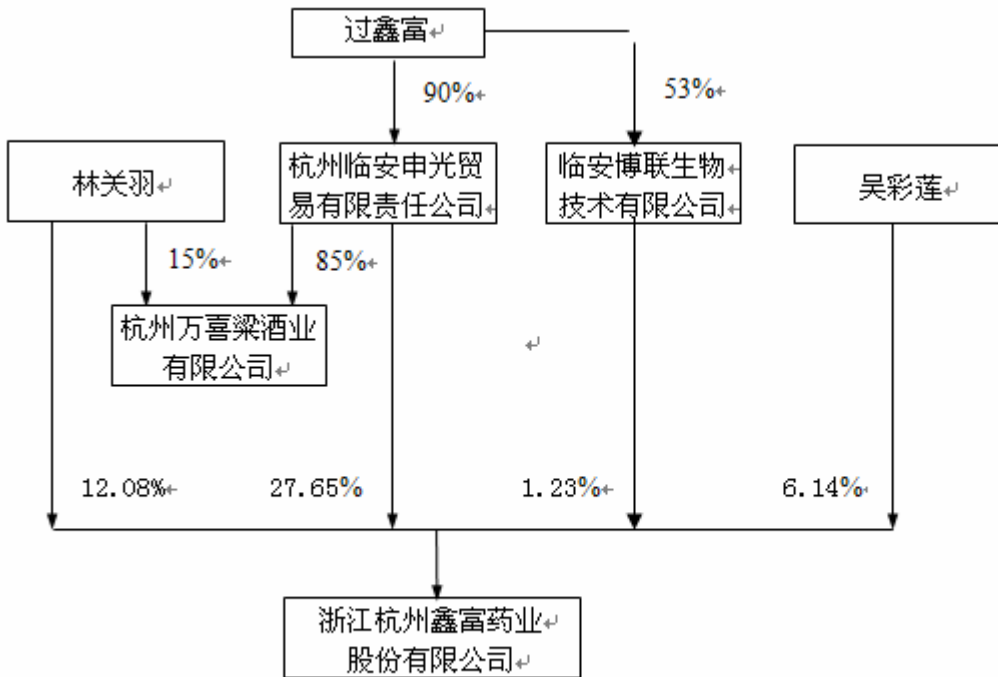 过鑫富
90%
53%
林关羽
杭州临安申光贸
易有限责任公司
临安博联生物
技术有限公司
吴彩莲
15%
85%
杭州万喜梁酒业
有限公司
12.08%
27.65%
1.23%
6.14%
浙江杭州鑫富药业
股份有限公司